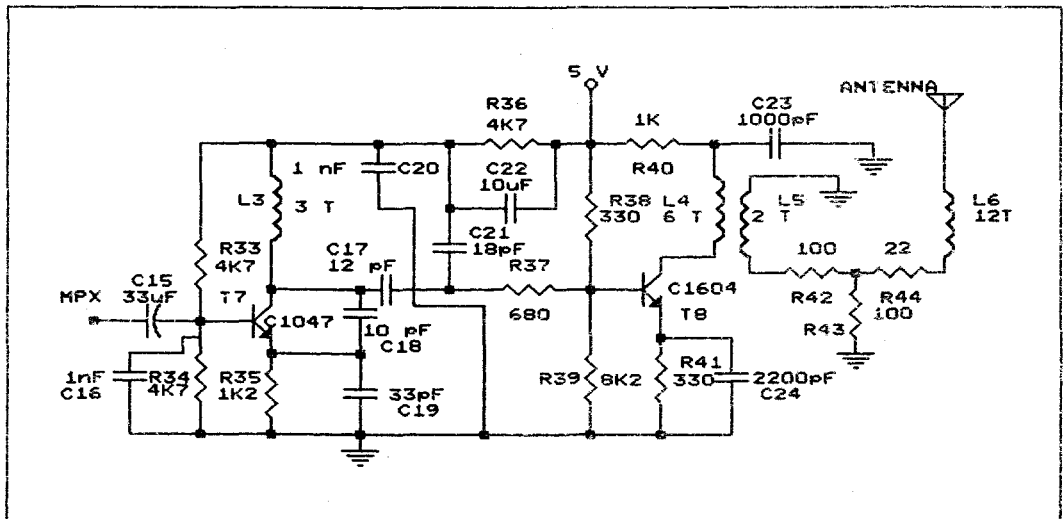 5 V
ANTENNA
R36
4K7
1K
C23
1000pF
R40
1 nF
C20
C22
10uF
L3
3 T
R38
330
L4
6 T
L5
2 T
L6
12T
C21
18pF
R33
4K7
C17
12 pF
R37
680
100
22
C15
33uF
MPX
T7
C1047
C1604
T8
R42
R44
100
R43
10 pF
C18
1nF
C16
R34
4K7
R35
1K2
33pF
C19
R39
8K2
R41
330
2200pF
C24